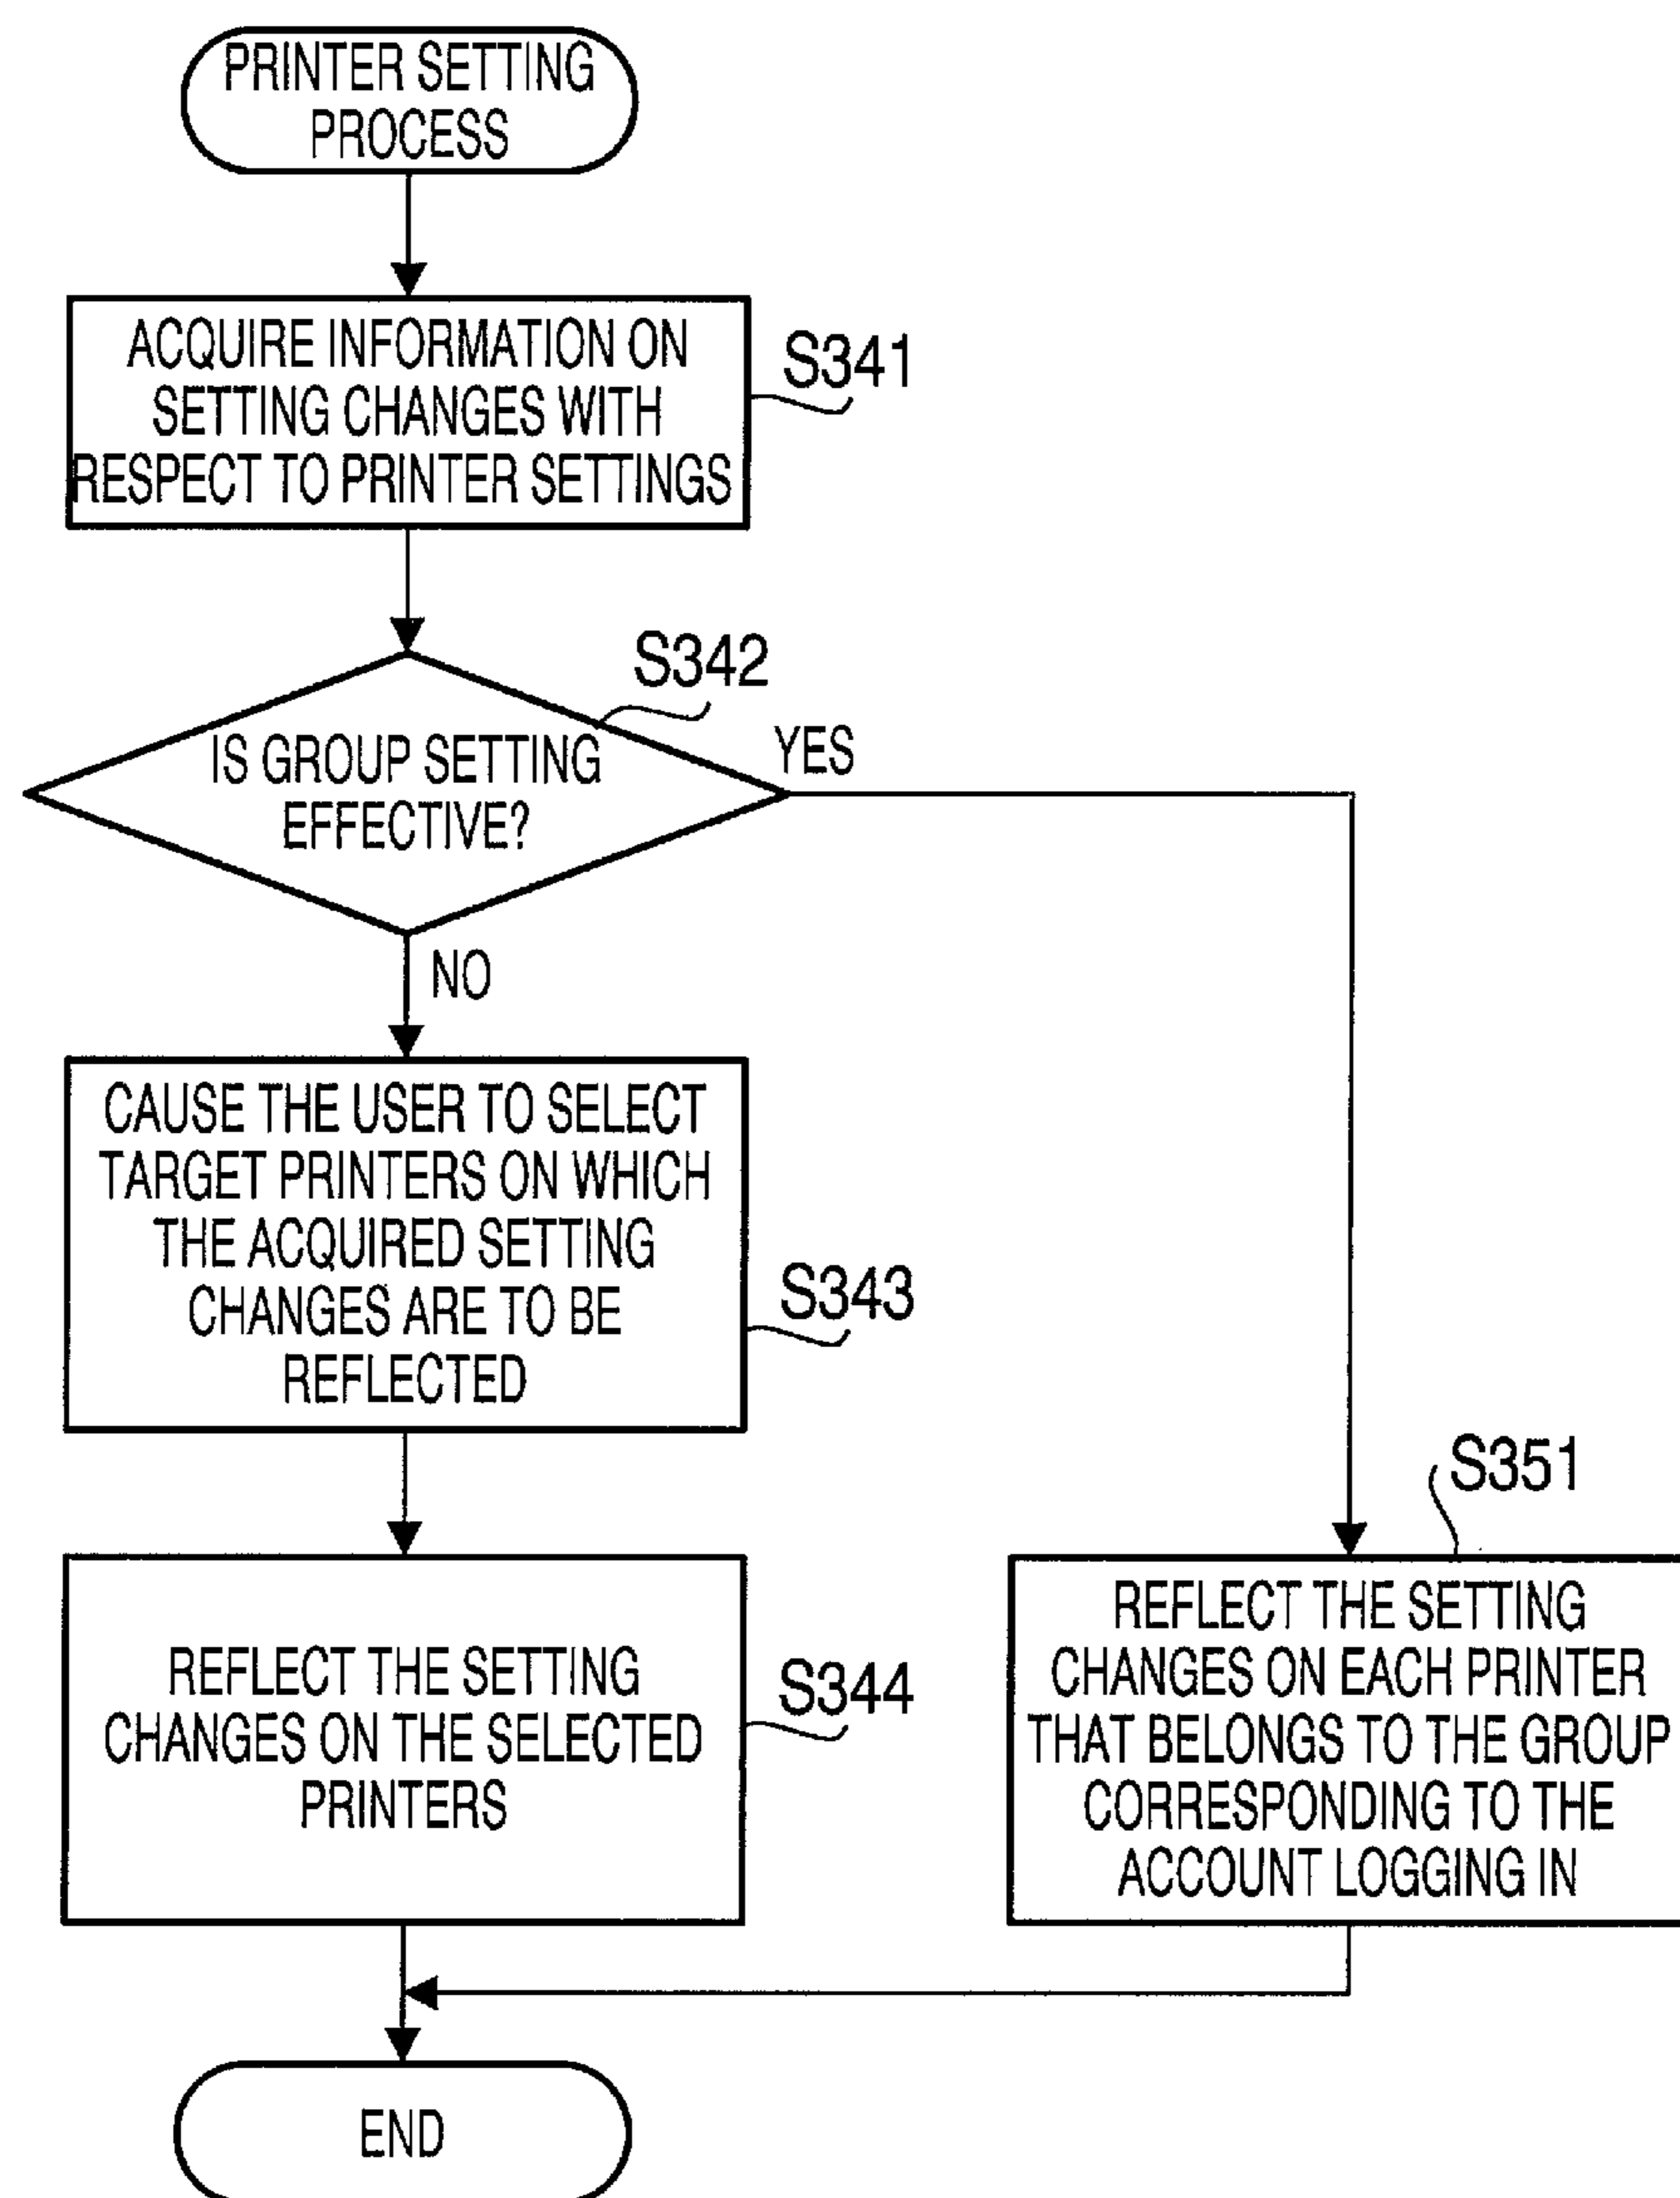 PRINTER SETTING
PROCESS
ACQUIRE INFORMATION ON
SETTING CHANGES WITH
RESPECT TO PRINTER SETTINGS
S341
S342
IS GROUP SETTING
EFFECTIVE?
YES
NO
CAUSE THE USER TO SELECT
TARGET PRINTERS ON WHICH
THE ACQUIRED SETTING
CHANGES ARE TO BE
REFLECTED
S343
REFLECT THE SETTING
CHANGES ON THE SELECTED
PRINTERS
S344
S351
REFLECT THE SETTING
CHANGES ON EACH PRINTER
THAT BELONGS TO THE GROUP
CORRESPONDING TO THE
ACCOUNT LOGGING IN
END